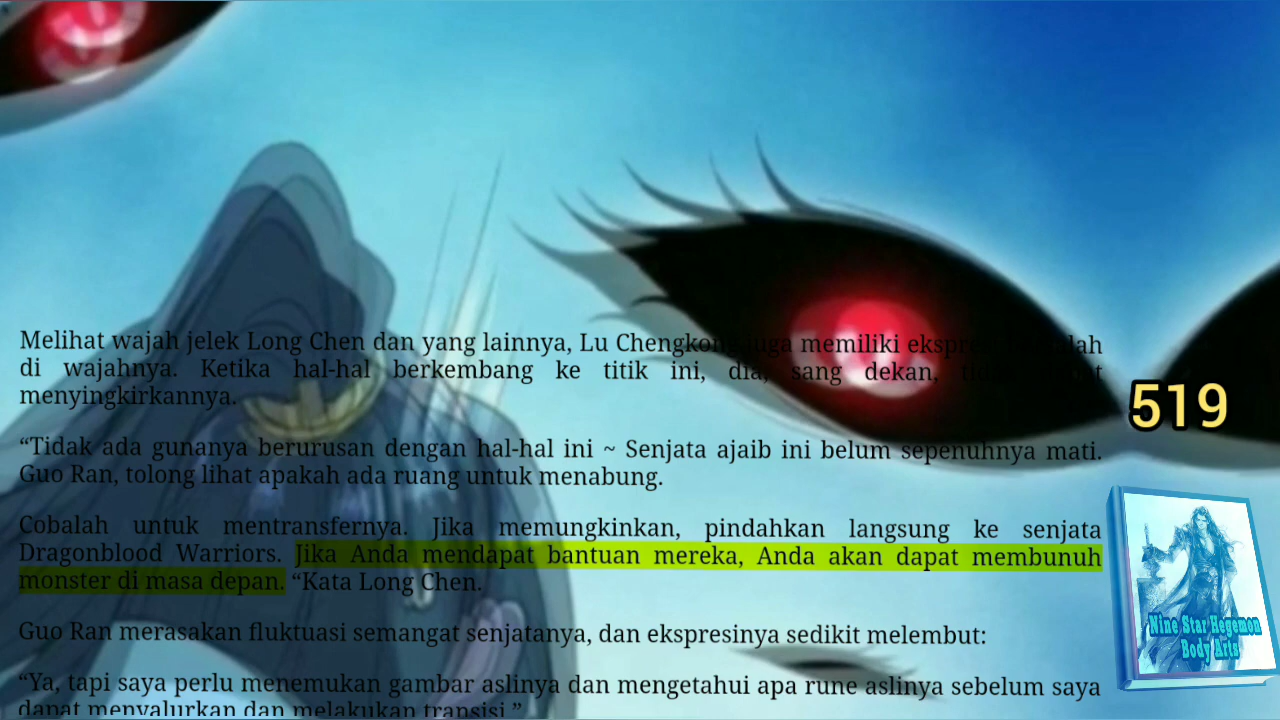 Melihat wajah jelek Long Chen dan yang lainnya, Lu Chengkong juga memiliki
di wajahnya. Ketika hal-hal berkembang ke titik ini, dia, sang dekan,
menyingkirkannya.
“Tidak ada gunanya berurusan dengan hal-hal ini ~ Senjata ajaib ini belum sepenuhnya mati.
Guo Ran, tolong lihat apakah ada ruang untuk menabung.
Cobalah untuk mentransfernya. Jika memungkinkan, pindahkan langsung ke senjata
Dragonblood Warriors. Jika Anda mendapat bantuan mereka, Anda akan dapat membunuh
monster di masa depan. “Kata Long Chen.
Guo Ran merasakan fluktuasi semangat senjatanya, dan ekspresinya sedikit melembut:
“Ya, tapi saya perlu menemukan gambar aslinya dan mengetahui apa rune aslinya sebelum saya
dapat menyalurkan dan melakukan transisi.”
519
Nine Star Hegemon
Body Arts